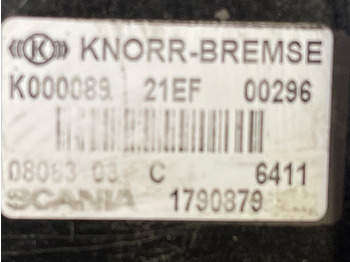 KNORR-BREMSE
K000089 21EF 00296
08063 03 C 6411
SCANIA 1790879